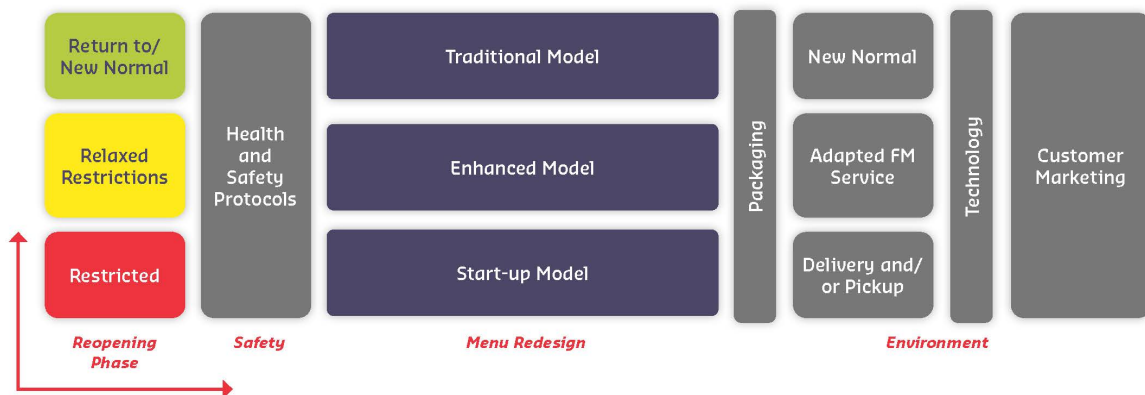 Return to/
New Normal
Relaxed
Restrictions
Restricted
Reopening
Phase
Health
and
Safety
Protocols
Safety
Traditional Model
Enhanced Model
Start-up Model
Menu Redesign
Packaging
New Normal
Adapted FM
Service
Delivery and/
or Pickup
Environment
Technology
Customer
Marketing